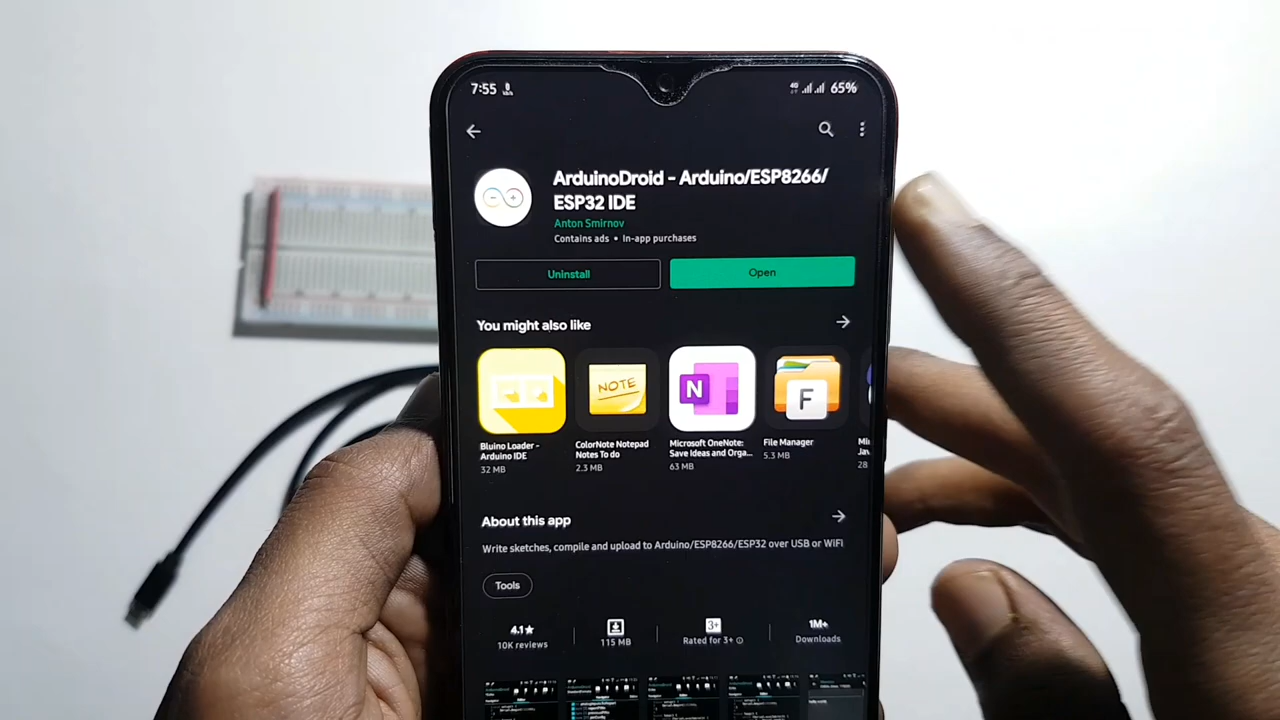 7:55
4G
65%
ArduinoDroid - Arduino/ESP8266/
ESP32 IDE
Anton Smirnov
Contains ads • In-app purchases
Uninstall
Open
You might also like
NOTE
N
F
Bluino Loader -
Arduino IDE
32 MB
ColorNote Notepad
Notes To do
2.3 MB
Microsoft OneNote:
Save Ideas and Orga...
63 MB
File Manager
5.3 MB
28
About this app
Write sketches, compile and upload to Arduino/ESP8266/ESP32 over USB or WiFi
Tools
4.1★
10K reviews
115 MB
3+
Rated for 3+
1M+
Downloads